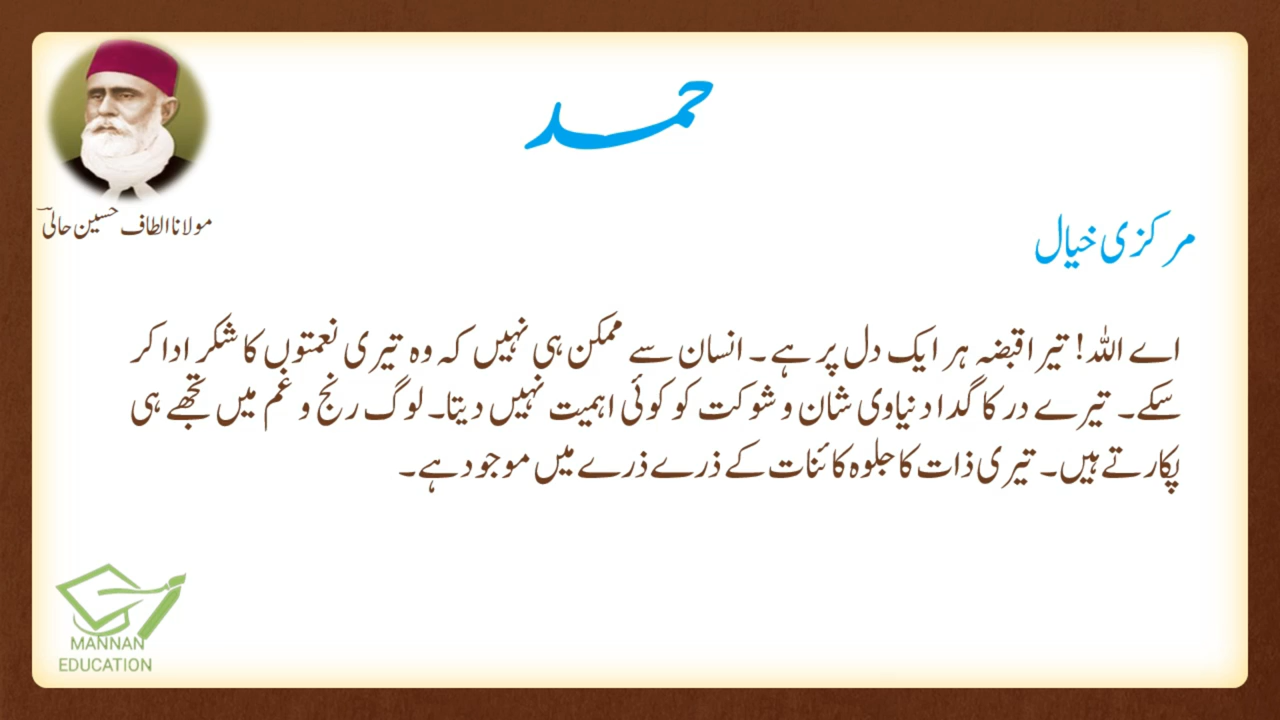 حمد
مولانا الطاف حسین حالیؔ
مرکزی خیال
اے اللہ! تیرا قبضہ ہر ایک دل پر ہے۔ انسان سے ممکن ہی نہیں کہ وہ تیری نعمتوں کا شکر ادا کر
سکے۔ تیرے در کا گدا دنیاوی شان و شوکت کو کوئی اہمیت نہیں دیتا۔ لوگ رنج و غم میں تجھے ہی
پکارتے ہیں۔ تیری ذات کا جلوہ کائنات کے ذرے ذرے میں موجود ہے۔
MANNAN
EDUCATION